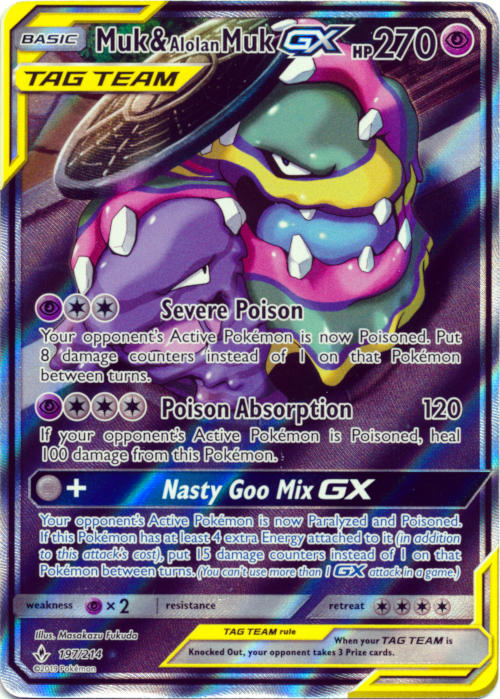 BASIC Muk & Alolan Muk GX HP 270
TAG TEAM
Severe Poison
Your opponent's Active Pokémon is now Poisoned. Put
8 damage counters instead of 1 on that Pokémon
between turns.
Poison Absorption 120
If your opponent's Active Pokémon is Poisoned, heal
100 damage from this Pokémon.
+ Nasty Goo Mix GX
Your opponent's Active Pokémon is now Paralyzed and Poisoned.
If this Pokémon has at least 4 extra Energy attached to it (in addition
to this attack's cost), put 15 damage counters instead of 1 on that
Pokémon between turns. (You can't use more than 1 GX attack in a game.)
weakness ×2 resistance retreat
Illus. Masakazu Fukuda
197/214
©2019 Pokémon
TAG TEAM rule
When your TAG TEAM is
Knocked Out, your opponent takes 3 Prize cards.